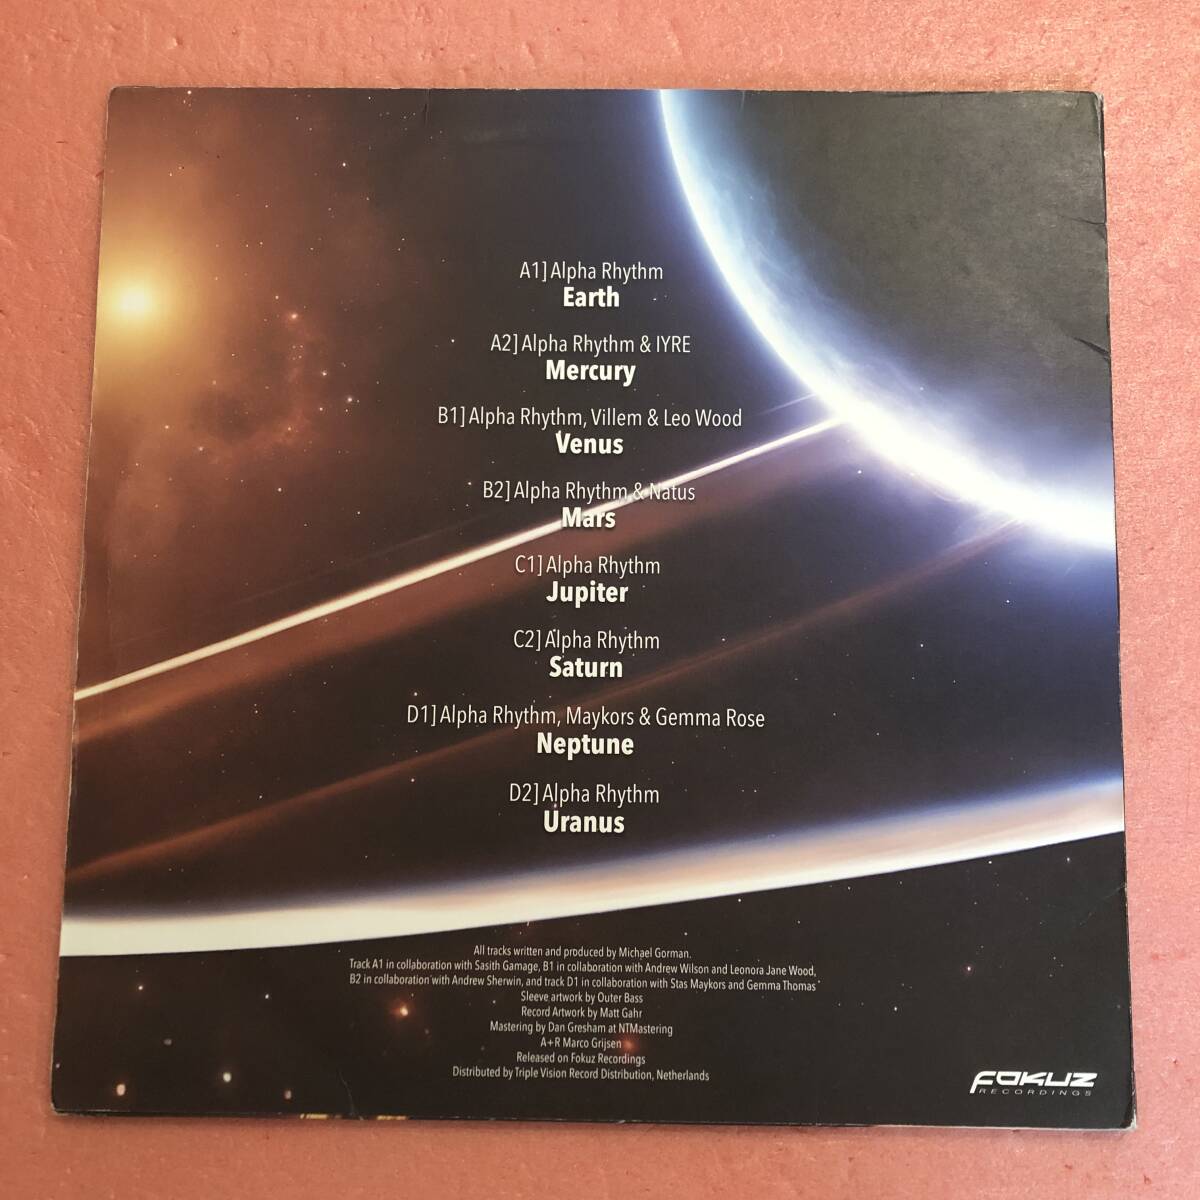 A1] Alpha Rhythm
Earth
A2] Alpha Rhythm & IYRE
Mercury
B1] Alpha Rhythm, Villem & Leo Wood
Venus
B2] Alpha Rhythm & Natus
Mars
C1] Alpha Rhythm
Jupiter
C2] Alpha Rhythm
Saturn
D1] Alpha Rhythm, Maykors & Gemma Rose
Neptune
D2] Alpha Rhythm
Uranus
All tracks written and produced by Michael Gorman.
Track A1 in collaboration with Sasith Gamage, B1 in collaboration with Andrew Wilson and Leonora Jane Wood,
B2 in collaboration with Andrew Sherwin, and track D1 in collaboration with Stas Maykors and Gemma Thomas
Sleeve artwork by Outer Bass
Record Artwork by Matt Gahr
Mastering by Dan Gresham at NTMastering
A+R Marco Grijsen
Released on Fokuz Recordings
Distributed by Triple Vision Record Distribution, Netherlands
FOKUZ
RECORDINGS